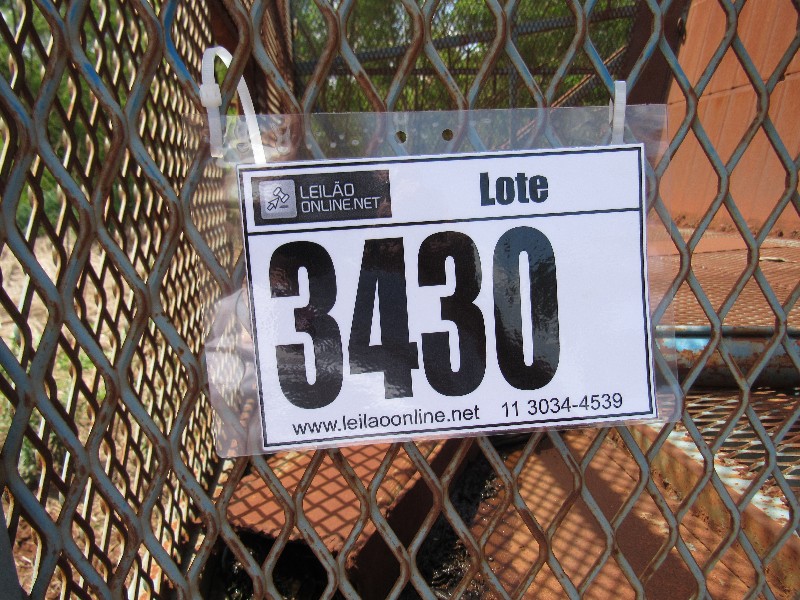 LEILÃO
ONLINE.NET
Lote
3430
www.leilaoonline.net 11 3034-4539